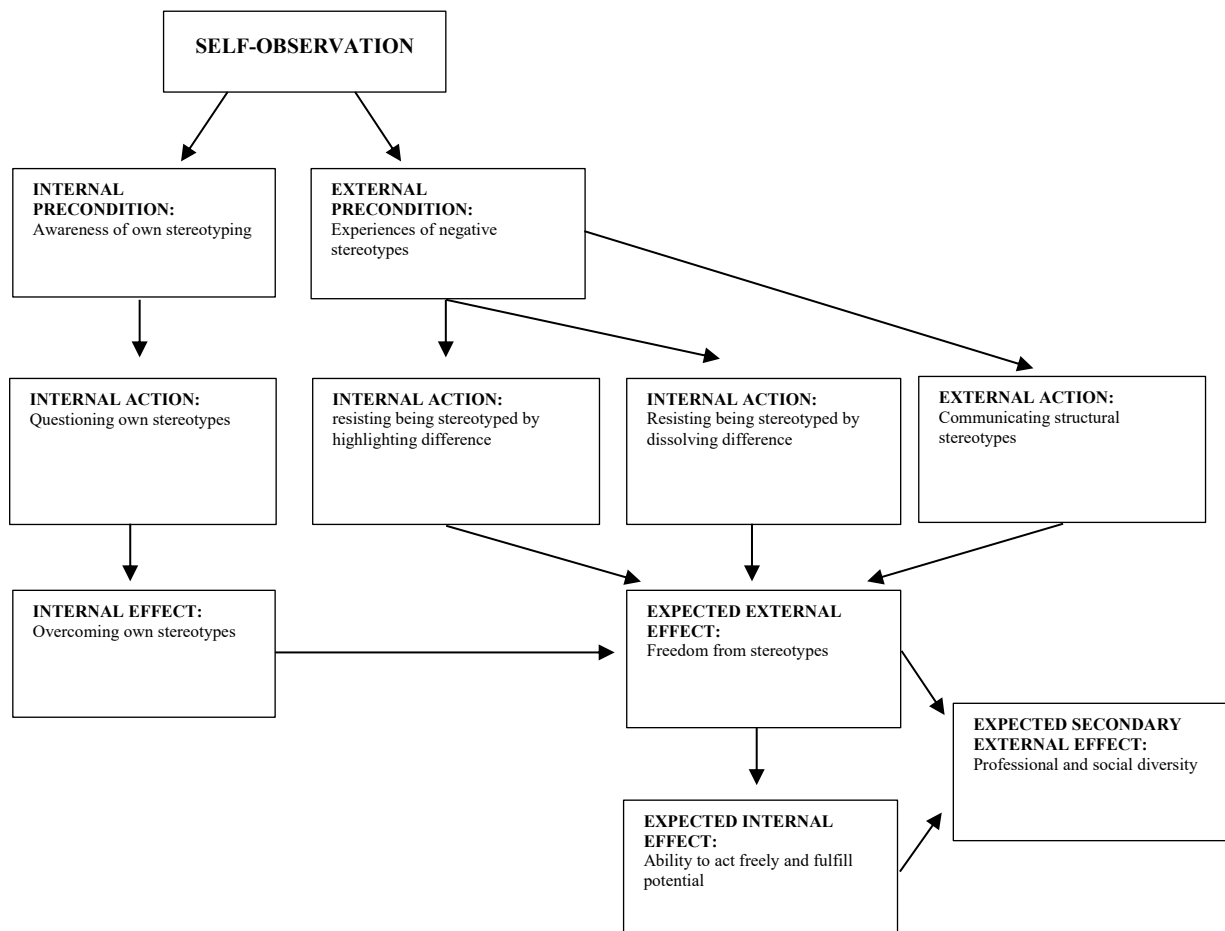 SELF-OBSERVATION
INTERNAL
PRECONDITION:
Awareness of own stereotyping
EXTERNAL
PRECONDITION:
Experiences of negative
stereotypes
INTERNAL ACTION:
Questioning own stereotypes
INTERNAL ACTION:
resisting being stereotyped by
highlighting difference
INTERNAL ACTION:
Resisting being stereotyped by
dissolving difference
EXTERNAL ACTION:
Communicating structural
stereotypes
INTERNAL EFFECT:
Overcoming own stereotypes
EXPECTED EXTERNAL
EFFECT:
Freedom from stereotypes
EXPECTED SECONDARY
EXTERNAL EFFECT:
Professional and social diversity
EXPECTED INTERNAL
EFFECT:
Ability to act freely and fulfill
potential